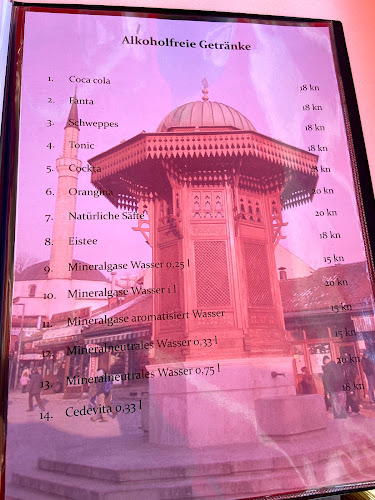 Alkoholfreie Getränke
1. Coca cola 18 kn
2. Fanta 18 kn
3. Schweppes 18 kn
4. Tonic 18 kn
5. Cockta 18 kn
6. Orangina 20 kn
7. Natürliche Säfte 20 kn
8. Eistee 18 kn
9. Mineralgase Wasser 0,25 l 15 kn
10. Mineralgase Wasser 1 l 20 kn
11. Mineralgase aromatisiert Wasser 15 kn
12. Mineralneutrales Wasser 0.33 l 15 kn
13. Mineralneutrales Wasser 0,75 l 20 kn
14. Cedevita 0,33 l 18 kn